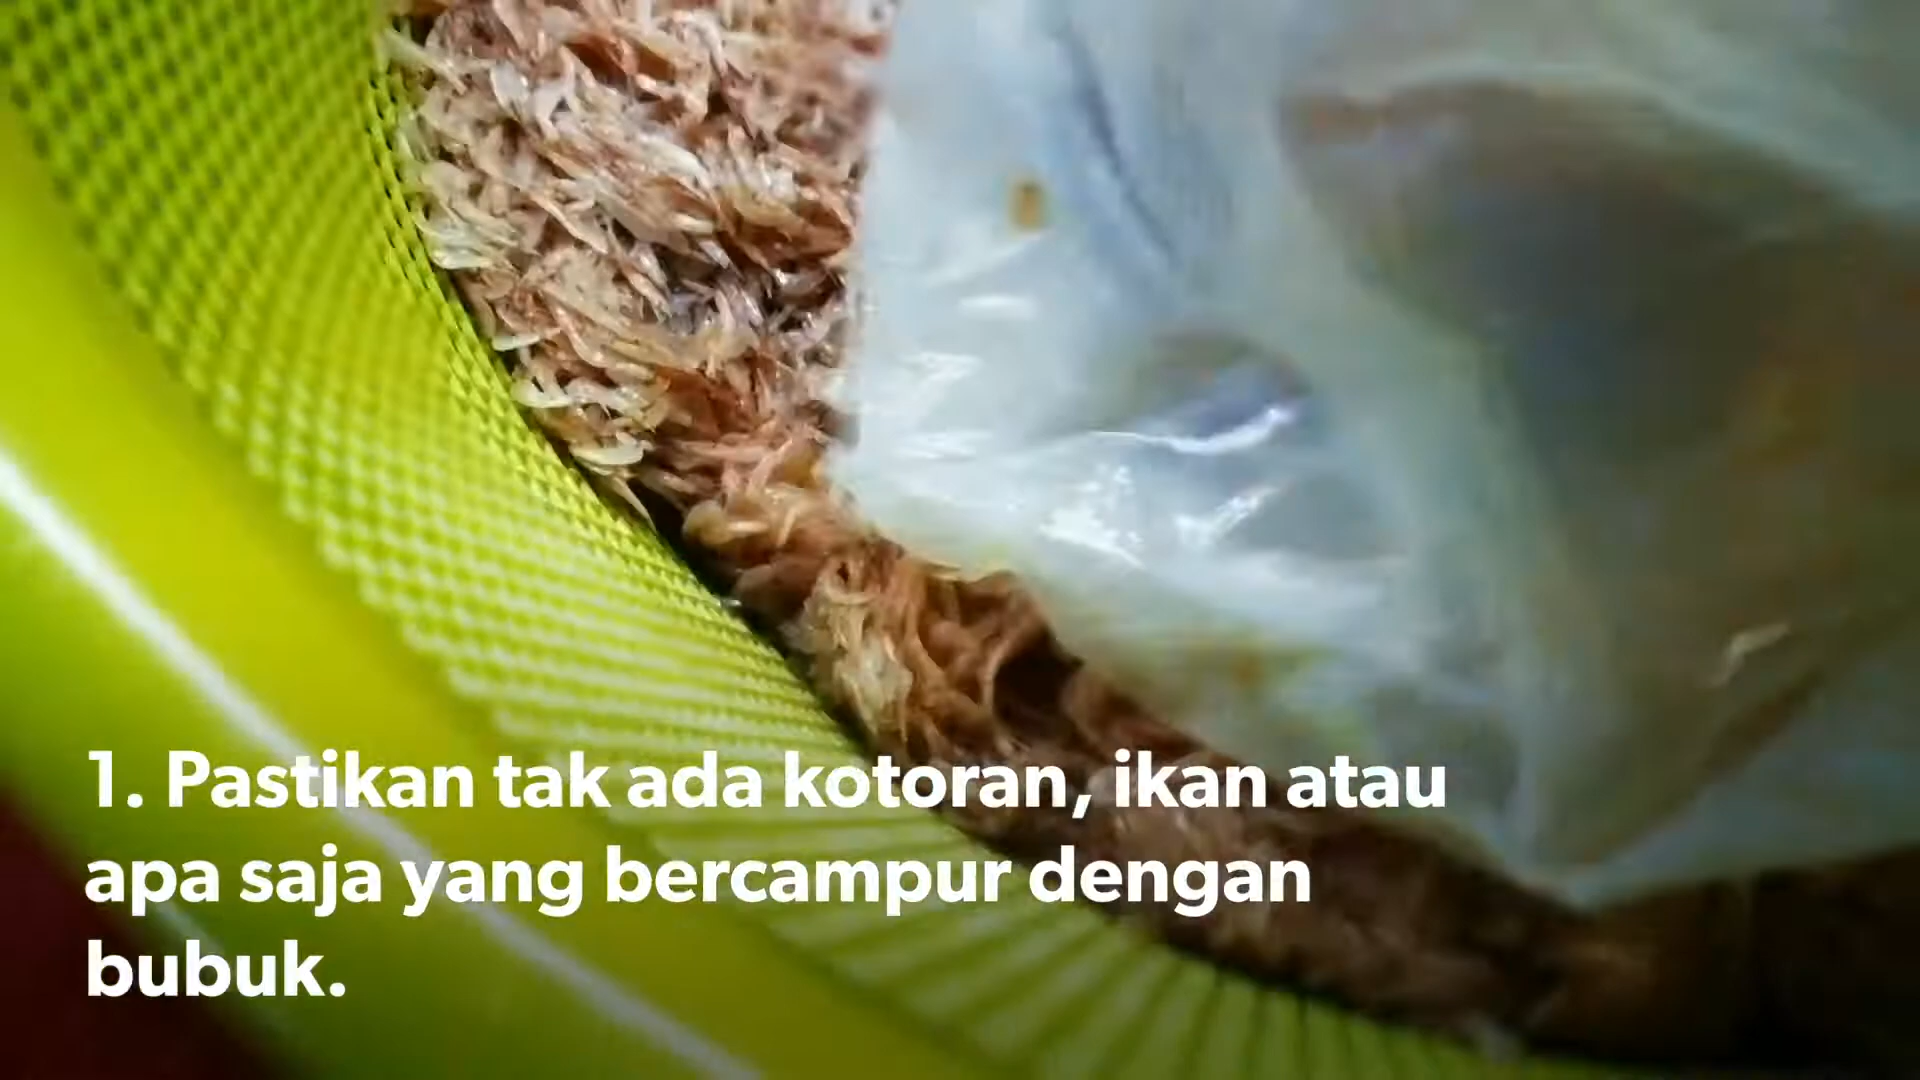 1. Pastikan tak ada kotoran, ikan atau
apa saja yang bercampur dengan
bubuk.